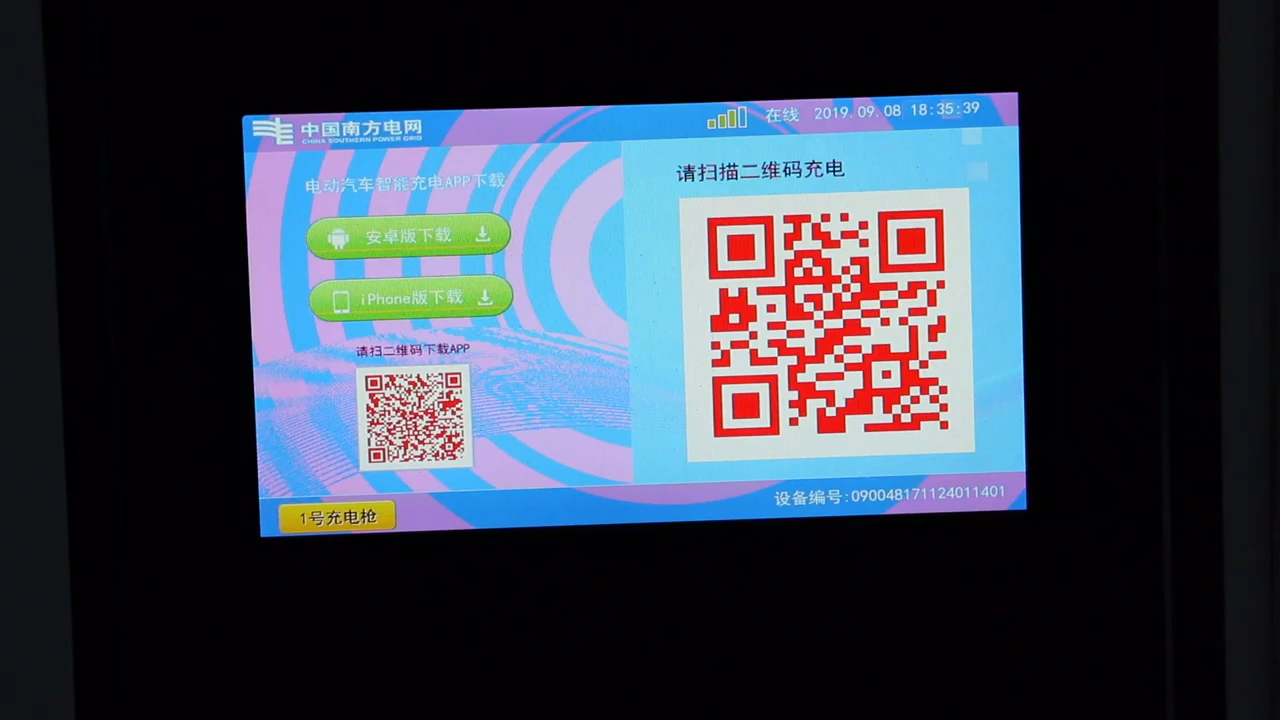 中国南方电网
CHINA SOUTHERN POWER GRID
在线 2019.09.08 18:35:39
电动汽车智能充电APP下载
安卓版下载
iPhone版下载
请扫二维码下载APP
请扫描二维码充电
1号充电枪
设备编号:090048171124011401